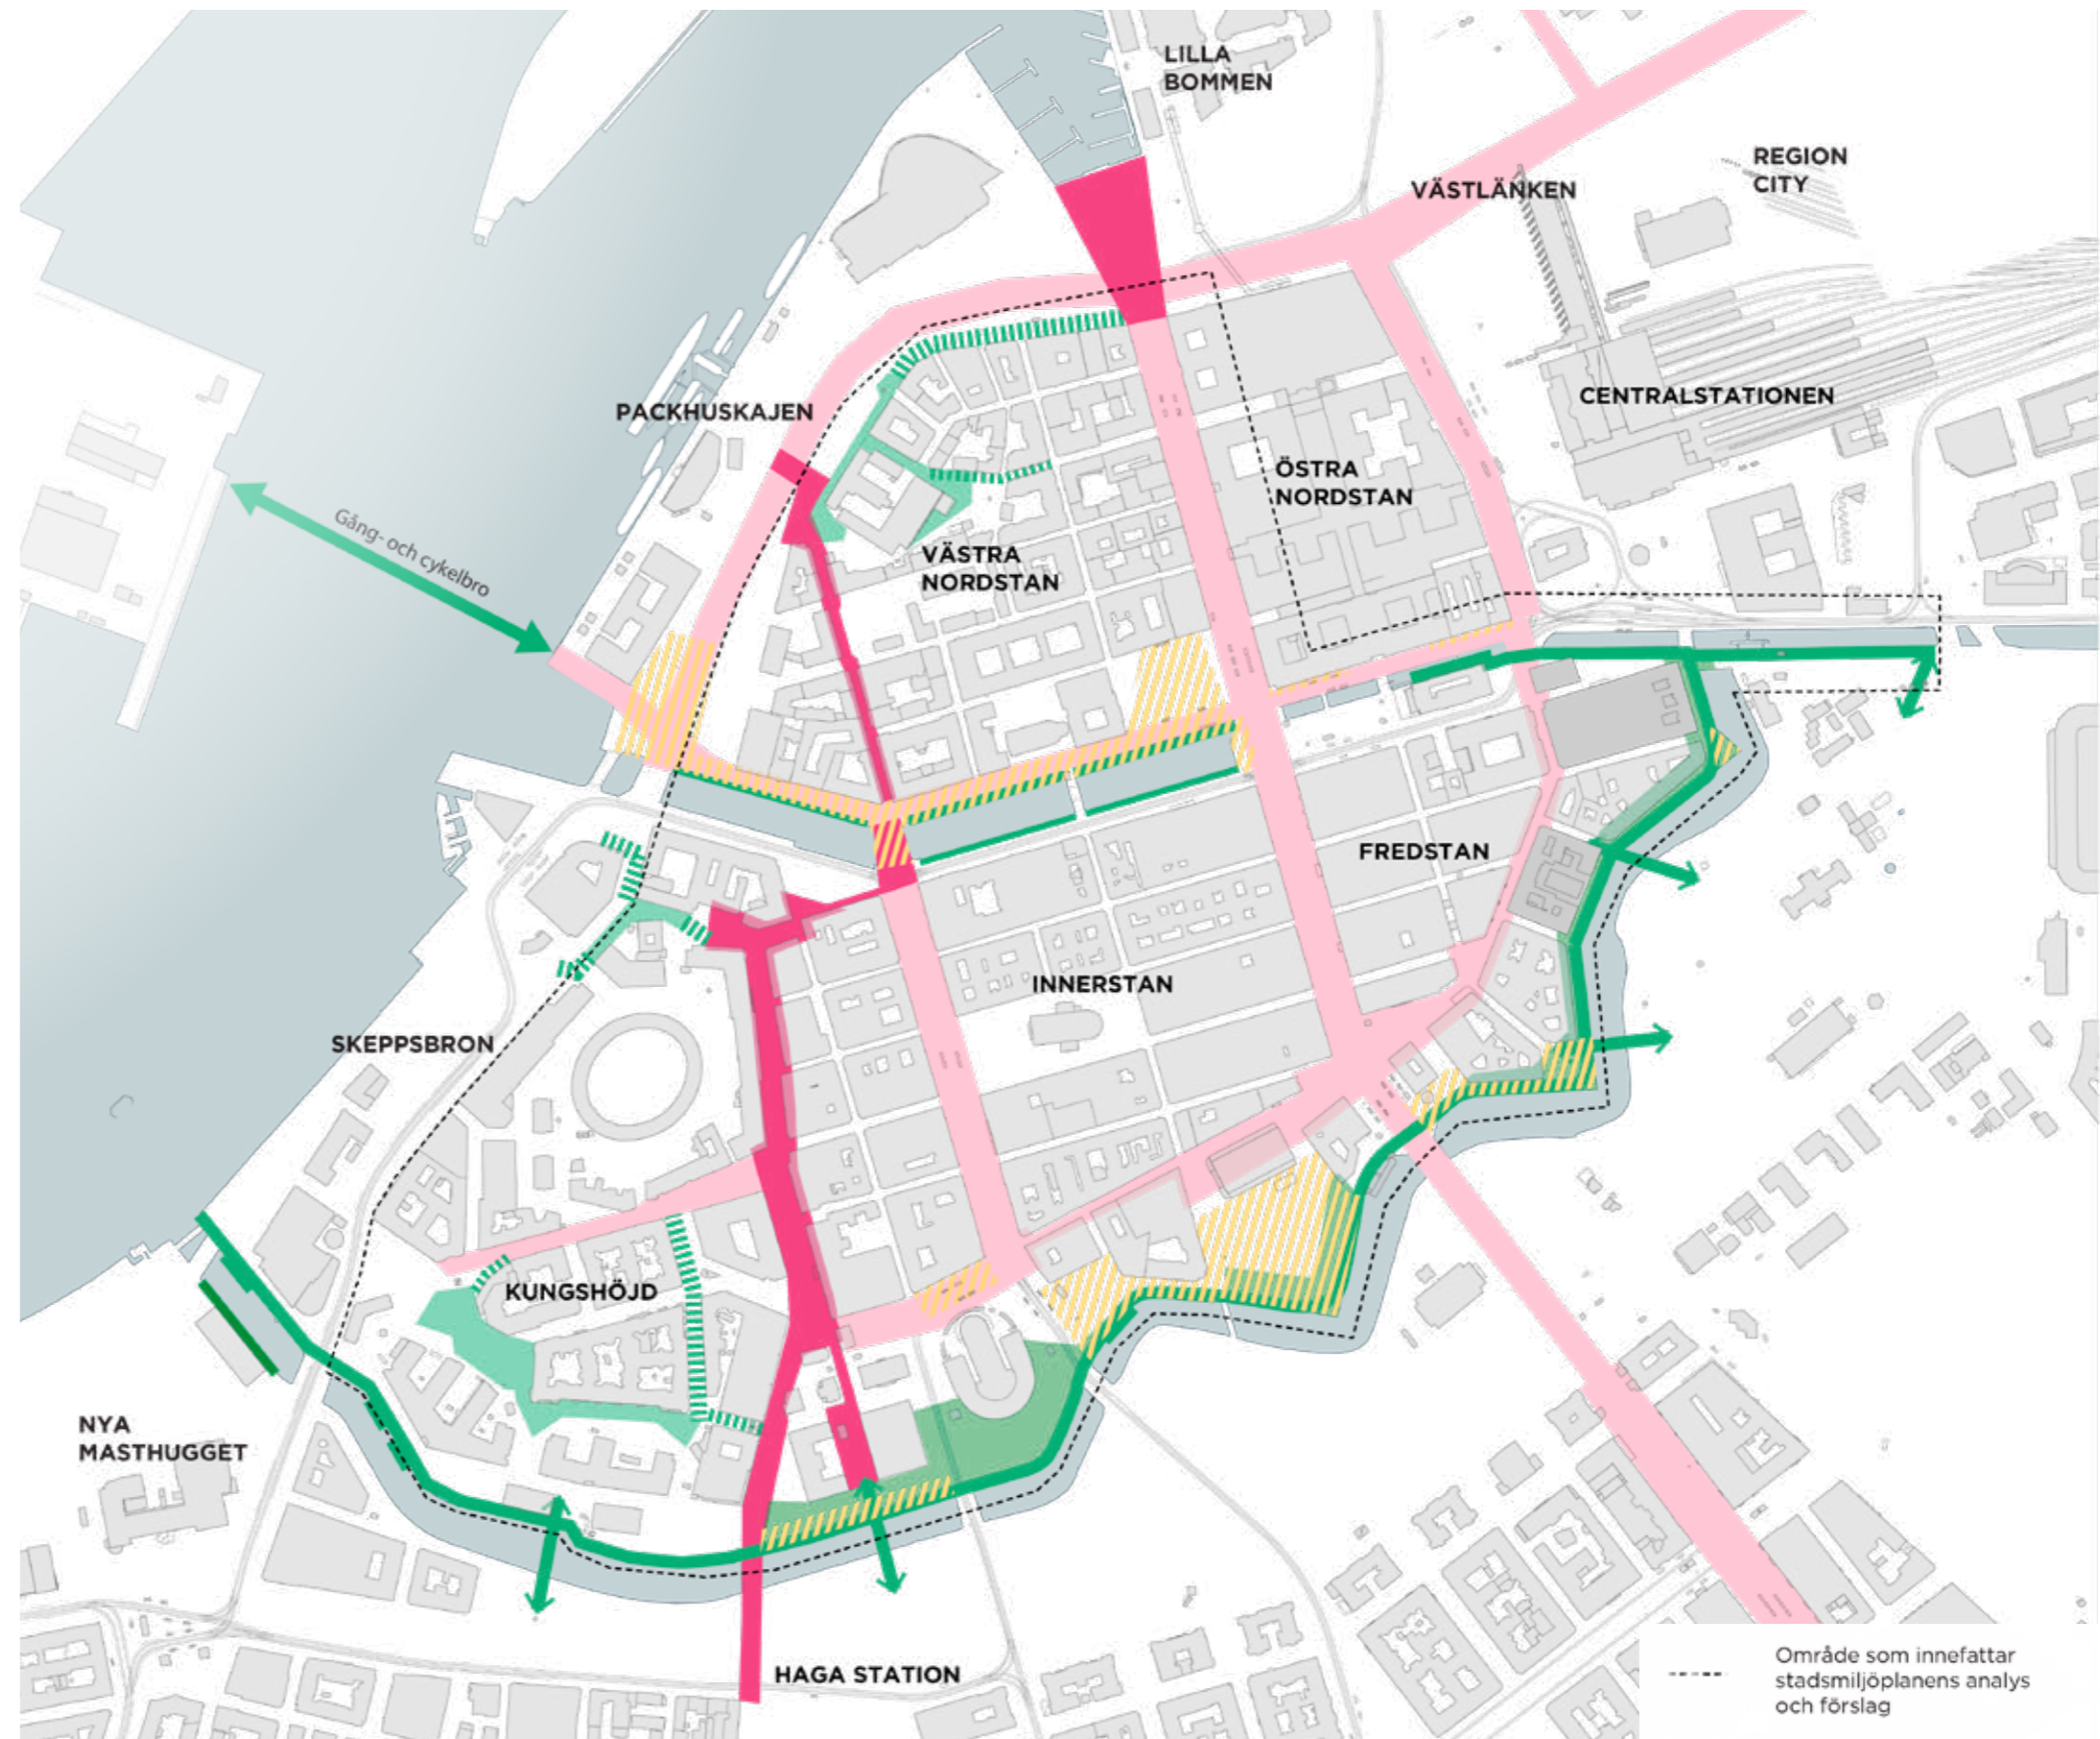 LILLA
BOMMEN
REGION
CITY
VÄSTLÄNKEN
PACKHUSKAJEN
CENTRALSTATIONEN
ÖSTRA
NORDSTAN
Gång- och cykelbro
VÄSTRA
NORDSTAN
FREDSTAN
INNERSTAN
SKEPPSBRON
KUNGSHÖJD
NYA
MASTHUGGET
HAGA STATION
Område som innefattar
stadsmiljöplanens analys
och förslag